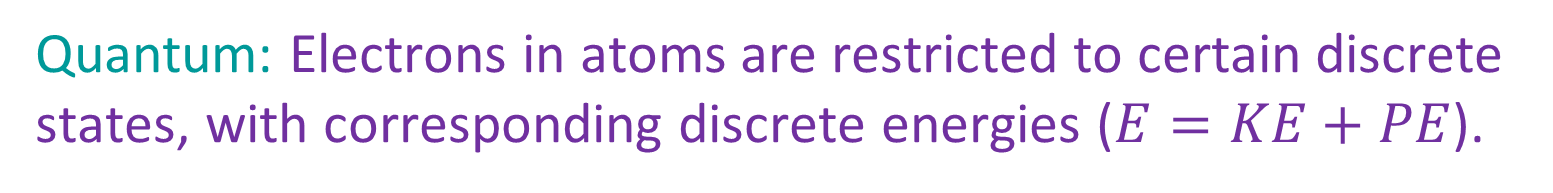 Quantum: Electrons in atoms are restricted to certain discrete
states, with corresponding discrete energies (E = KE + PE).